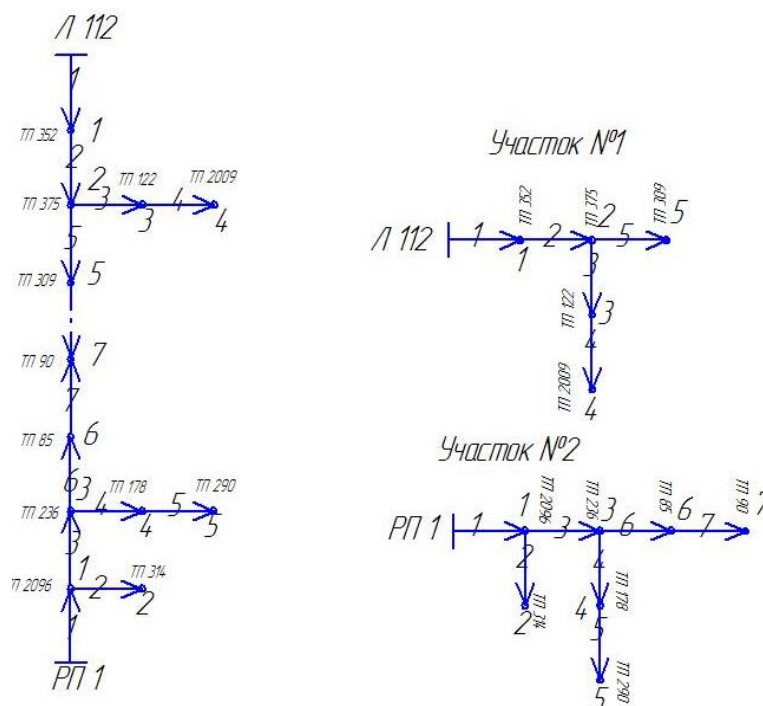 Л 112
1
ТП 352
1
2
2
ТП 122
ТП 2009
ТП 375
3
4
3
4
5
ТП 309
5
ТП 90
7
7
ТП 85
6
6
3
ТП 178
ТП 290
4
5
ТП 236
4
5
3
1
ТП 314
П 2096
2
2
1
РП 1
Участок №1
ТП 352
ТП 375
2
ТП 309
5
Л 112
1
2
5
1
3
ТП 122
3
4
ТП 2009
4
Участок №2
1
ТП 2096
ТП 236
3
ТП 85
6
ТП 90
7
РП 1
1
3
6
7
2
4
2
ТП 314
4
ТП 178
5
5
ТП 290